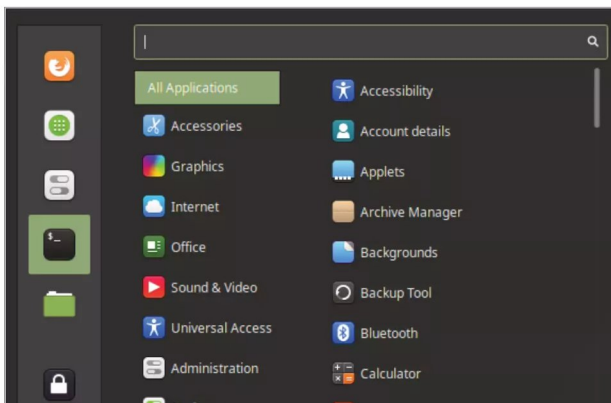 All Applications
Accessories
Graphics
Internet
Office
Sound & Video
Universal Access
Administration
Accessibility
Account details
Applets
Archive Manager
Backgrounds
Backup Tool
Bluetooth
Calculator
$_